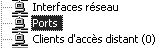 Interfaces réseau
Ports
Clients d'accès distant (0)